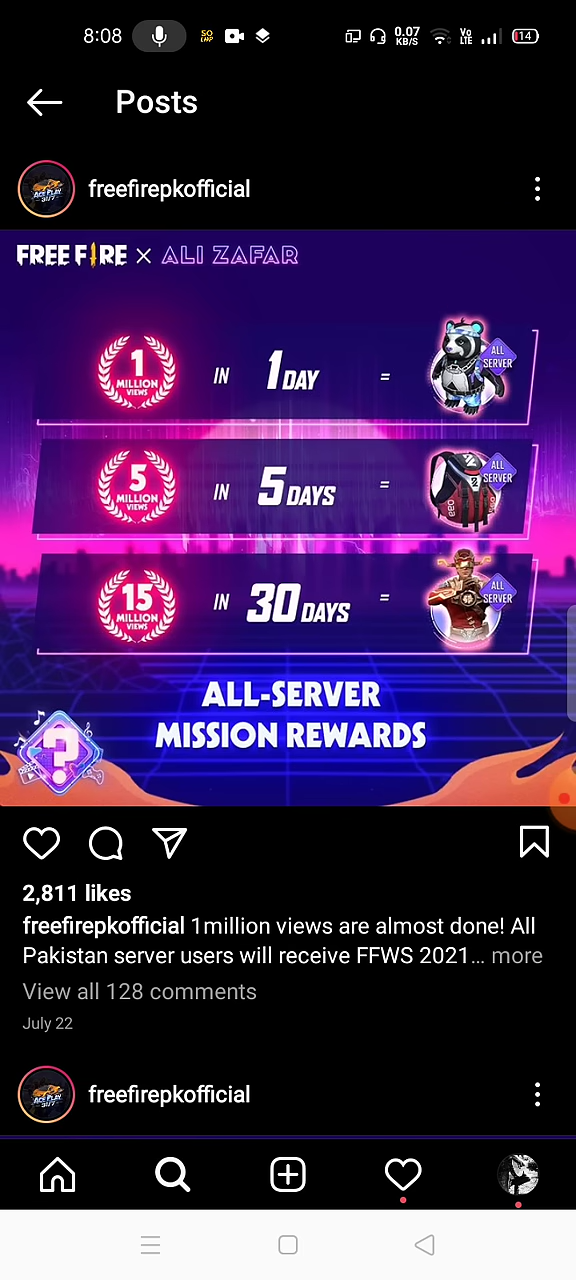 8:08
0.07
KB/S
Vo
LTE
14
Posts
freefirepkofficial
FREE FIRE × ALI ZAFAR
1
MILLION
VIEWS
IN 1 DAY =
ALL
SERVER
5
MILLION
VIEWS
IN 5 DAYS =
ALL
SERVER
15
MILLION
VIEWS
IN 30 DAYS =
ALL
SERVER
ALL-SERVER
MISSION REWARDS
?
2,811 likes
freefirepkofficial 1million views are almost done! All
Pakistan server users will receive FFWS 2021... more
View all 128 comments
July 22
freefirepkofficial